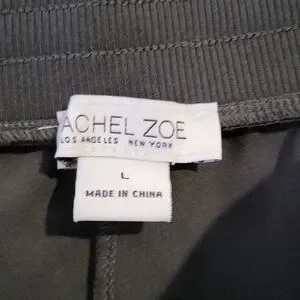 ACHEL ZOE
LOS ANGELES NEW YORK
L
MADE IN CHINA